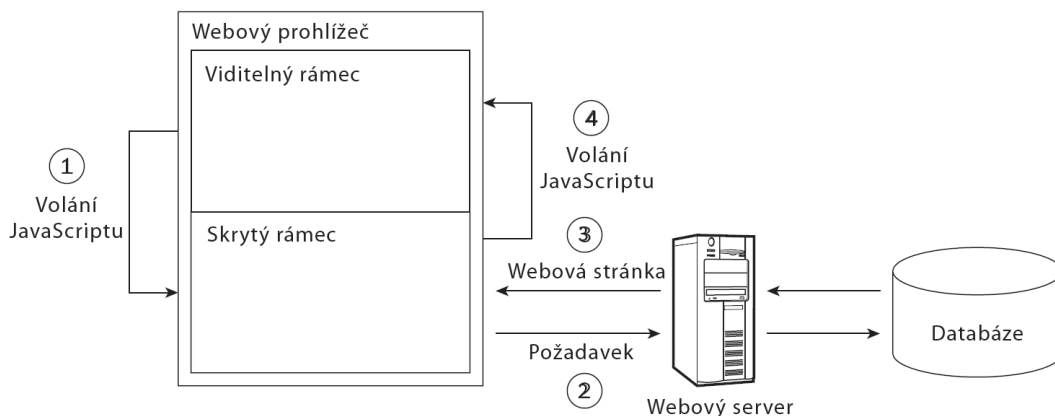 Webový prohlížeč
Viditelný rámec
1
Volání
JavaScriptu
4
Volání
JavaScriptu
Skrytý rámec
3
Webová stránka
Požadavek
2
Webový server
Databáze